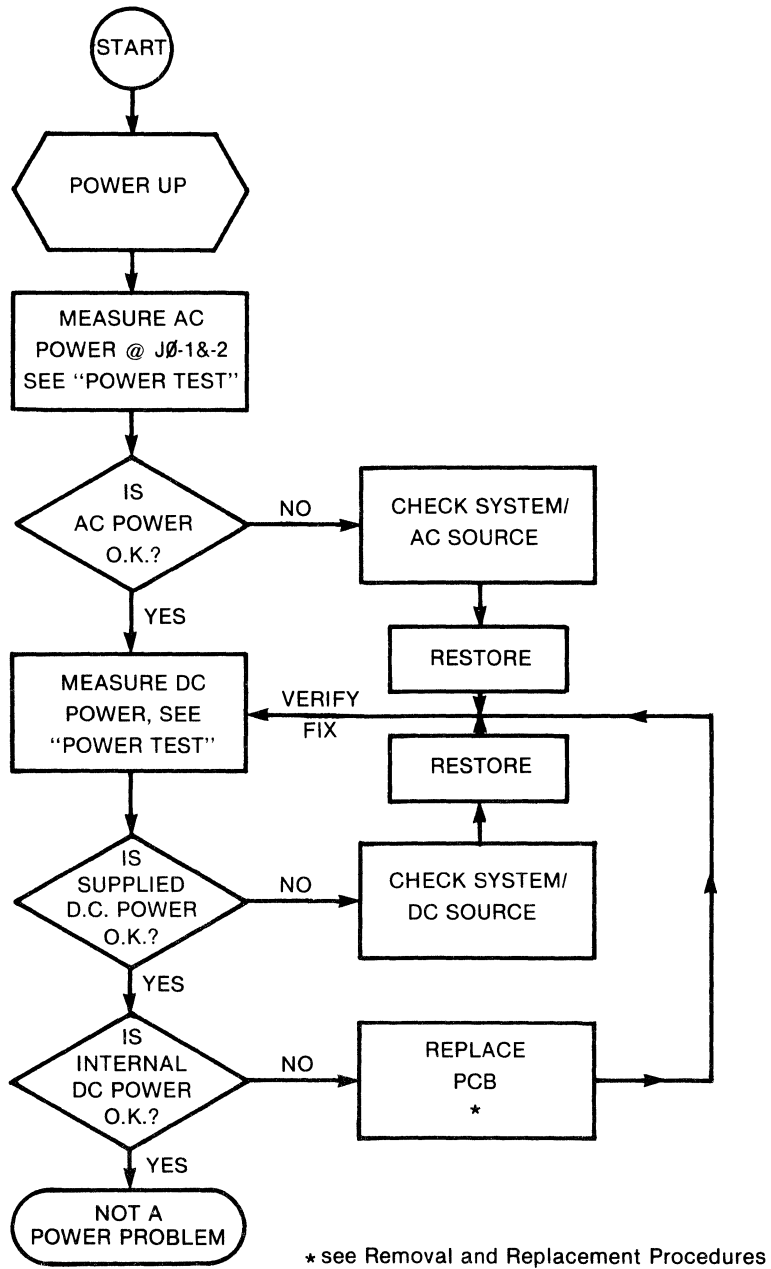 START
POWER UP
MEASURE AC
POWER @ JØ-1&-2
SEE "POWER TEST"
IS
AC POWER
O.K.?
NO
CHECK SYSTEM/
AC SOURCE
YES
RESTORE
MEASURE DC
POWER, SEE
"POWER TEST"
VERIFY
FIX
RESTORE
IS
SUPPLIED
D.C. POWER
O.K.?
NO
CHECK SYSTEM/
DC SOURCE
YES
IS
INTERNAL
DC POWER
O.K.?
NO
REPLACE
PCB
*
YES
NOT A
POWER PROBLEM
* see Removal and Replacement Procedures